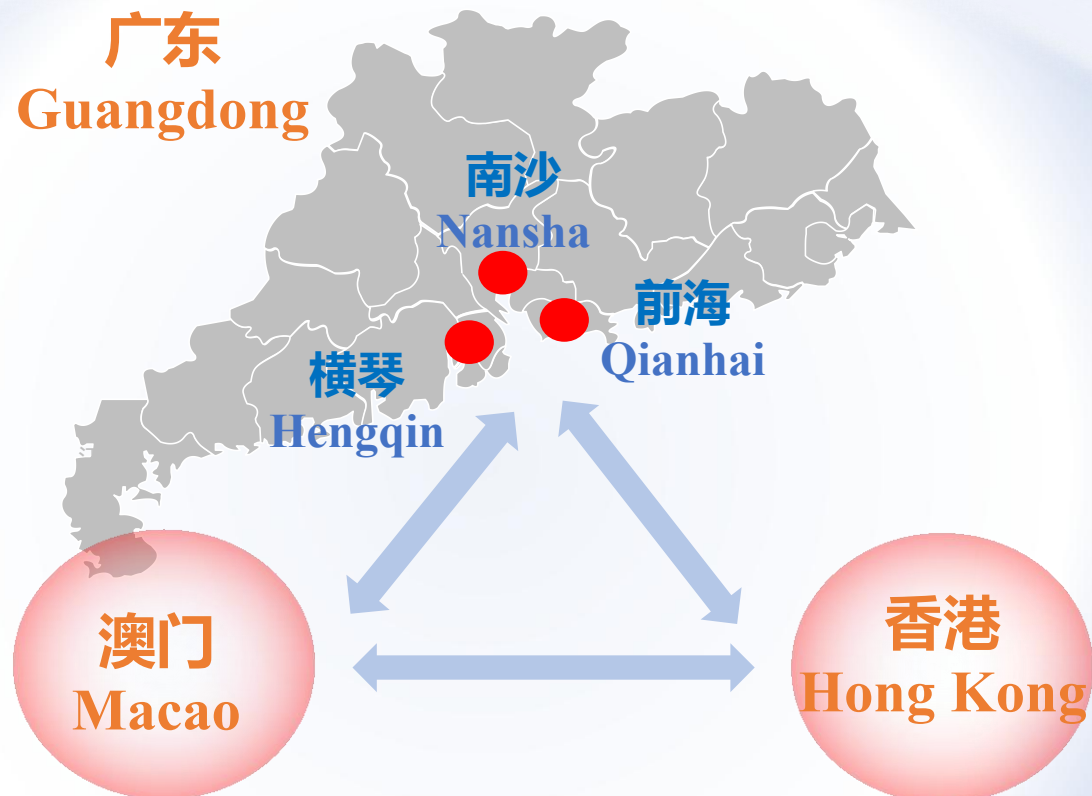 广东
Guangdong
南沙
Nansha
前海
Qianhai
横琴
Hengqin
澳门
Macao
香港
Hong Kong